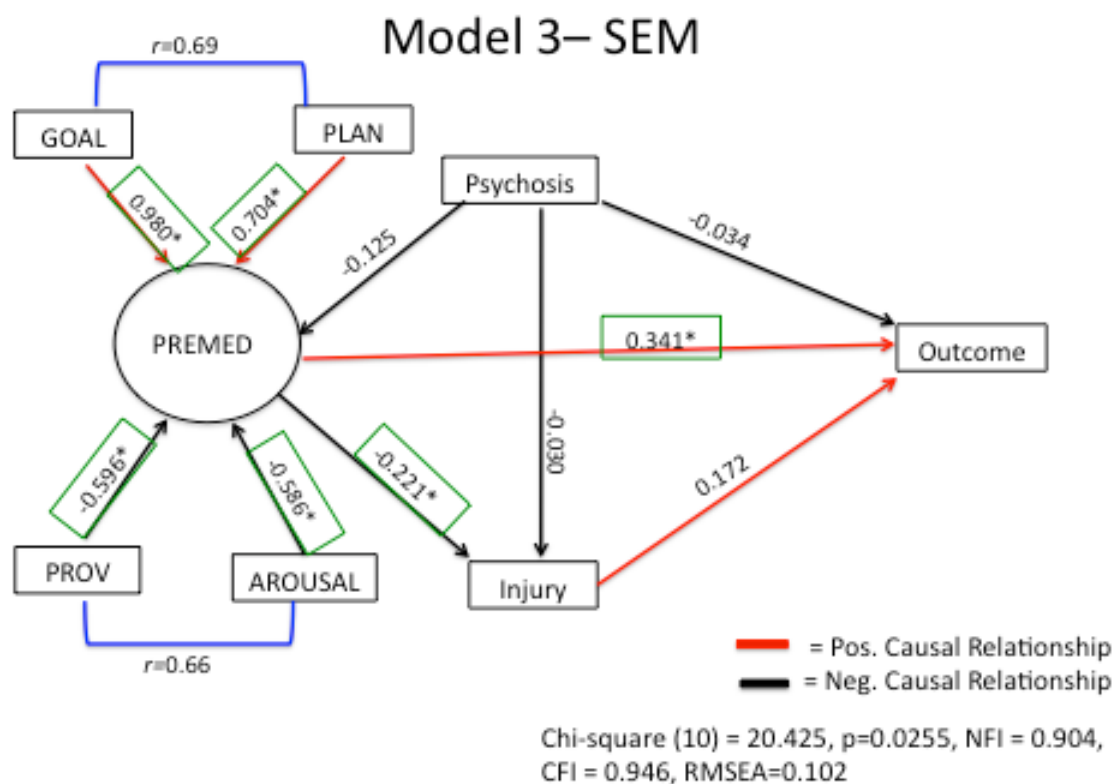 Model 3– SEM
r=0.69
GOAL
PLAN
Psychosis
0.980*
0.704*
-0.125
-0.034
PREMED
0.341*
Outcome
-0.596*
-0.586*
-0.221*
-0.030
0.172
PROV
AROUSAL
Injury
r=0.66
= Pos. Causal Relationship
= Neg. Causal Relationship
Chi-square (10) = 20.425, p=0.0255, NFI = 0.904,
CFI = 0.946, RMSEA=0.102